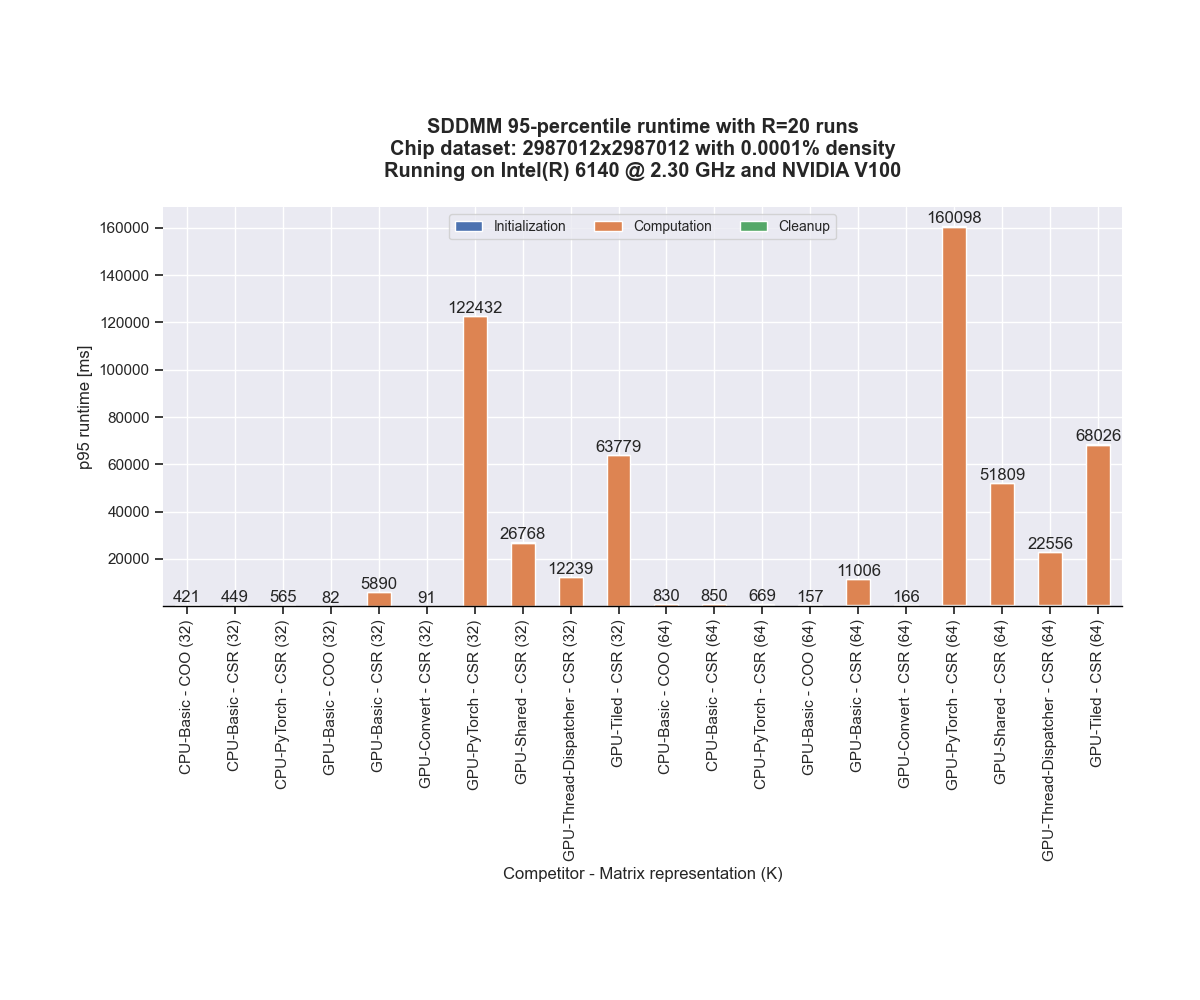 SDDMM 95-percentile runtime with R=20 runs
Chip dataset: 2987012x2987012 with 0.0001% density
Running on Intel(R) 6140 @ 2.30 GHz and NVIDIA V100
Initialization Computation Cleanup
p95 runtime [ms]
160000
140000
120000
100000
80000
60000
40000
20000
421
449
565
82
5890
91
122432
26768
12239
63779
830
850
669
157
11006
166
160098
51809
22556
68026
CPU-Basic - COO (32)
CPU-Basic - CSR (32)
CPU-PyTorch - CSR (32)
GPU-Basic - COO (32)
GPU-Basic - CSR (32)
GPU-Convert - CSR (32)
GPU-PyTorch - CSR (32)
GPU-Shared - CSR (32)
GPU-Thread-Dispatcher - CSR (32)
GPU-Tiled - CSR (32)
CPU-Basic - COO (64)
CPU-Basic - CSR (64)
CPU-PyTorch - CSR (64)
GPU-Basic - COO (64)
GPU-Basic - CSR (64)
GPU-Convert - CSR (64)
GPU-PyTorch - CSR (64)
GPU-Shared - CSR (64)
GPU-Thread-Dispatcher - CSR (64)
GPU-Tiled - CSR (64)
Competitor - Matrix representation (K)